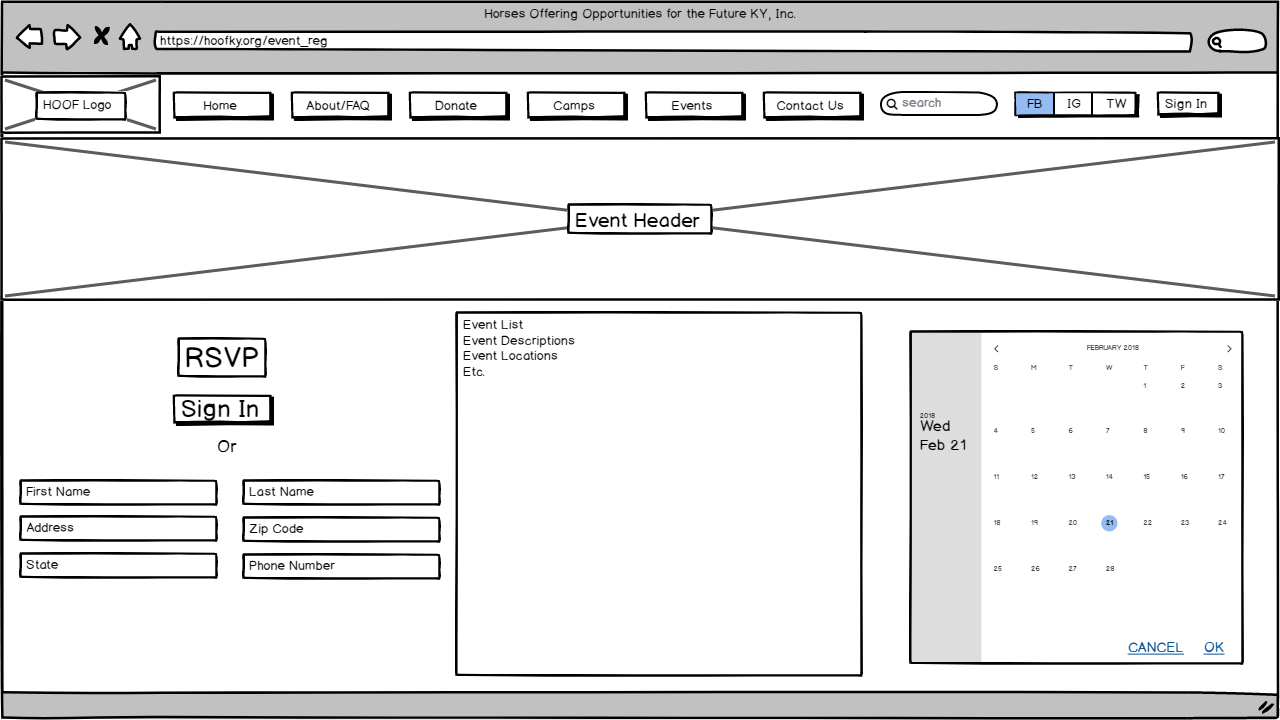 Horses Offering Opportunities for the Future KY, Inc.
https://hoofky.org/event_reg
HOOF Logo
Home
About/FAQ
Donate
Camps
Events
Contact Us
search
FB IG TW
Sign In
Event Header
RSVP
Sign In
Or
First Name
Last Name
Address
Zip Code
State
Phone Number
Event List
Event Descriptions
Event Locations
Etc.
2018
Wed
Feb 21
FEBRUARY 2018
S M T W T F S
1 2 3
4 5 6 7 8 9 10
11 12 13 14 15 16 17
18 19 20 21 22 23 24
25 26 27 28
CANCEL OK